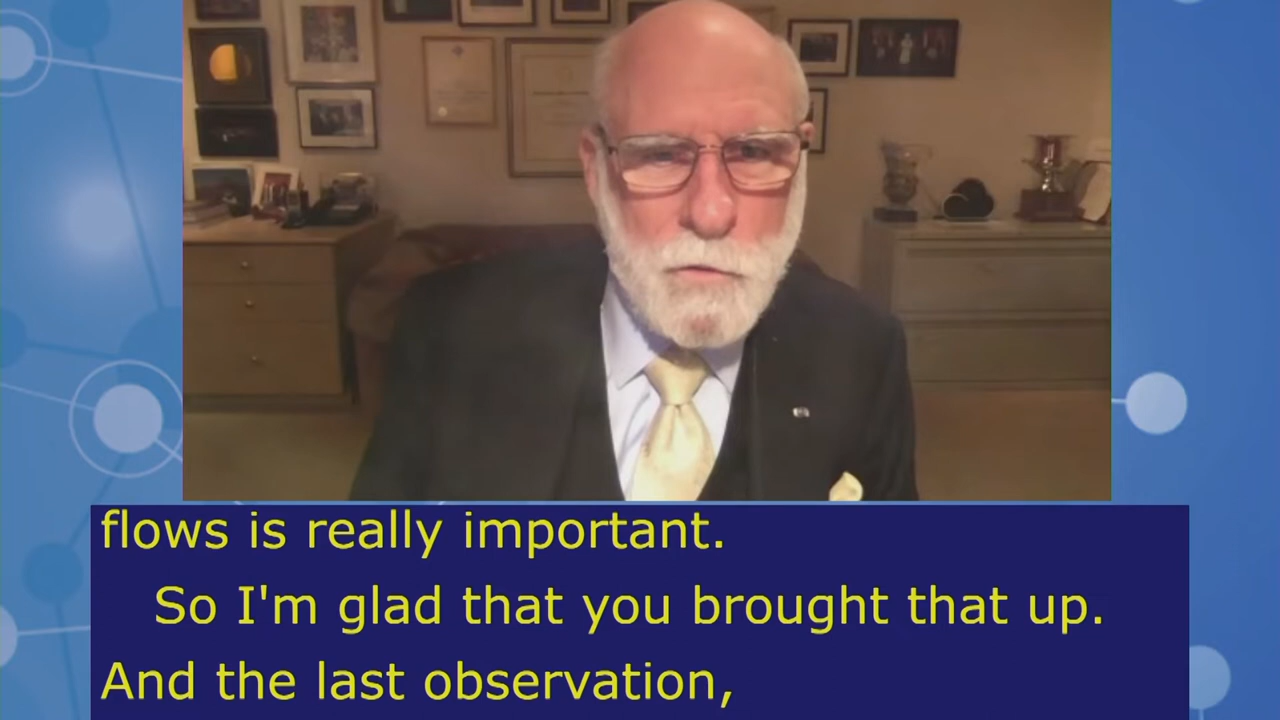 flows is really important.
So I'm glad that you brought that up.
And the last observation,